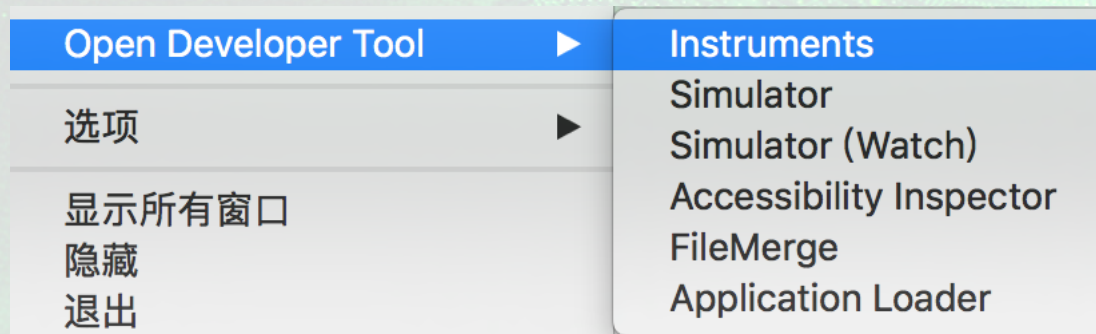 Open Developer Tool
选项
显示所有窗口
隐藏
退出
Instruments
Simulator
Simulator (Watch)
Accessibility Inspector
FileMerge
Application Loader